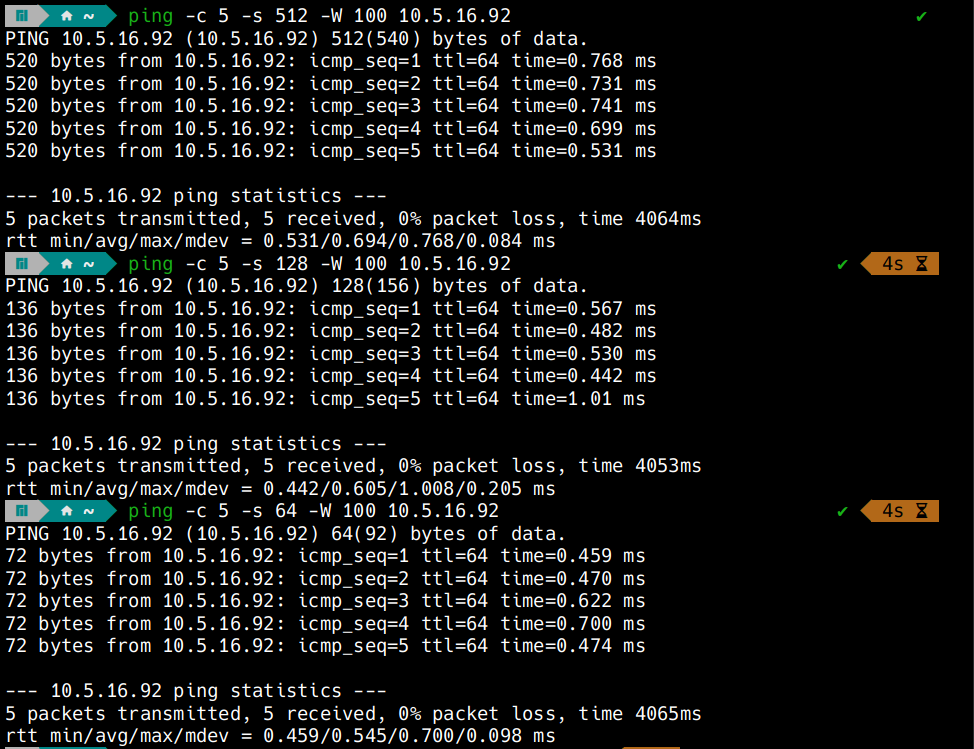 ~ ping -c 5 -s 512 -W 100 10.5.16.92 ✔
PING 10.5.16.92 (10.5.16.92) 512(540) bytes of data.
520 bytes from 10.5.16.92: icmp_seq=1 ttl=64 time=0.768 ms
520 bytes from 10.5.16.92: icmp_seq=2 ttl=64 time=0.731 ms
520 bytes from 10.5.16.92: icmp_seq=3 ttl=64 time=0.741 ms
520 bytes from 10.5.16.92: icmp_seq=4 ttl=64 time=0.699 ms
520 bytes from 10.5.16.92: icmp_seq=5 ttl=64 time=0.531 ms
--- 10.5.16.92 ping statistics ---
5 packets transmitted, 5 received, 0% packet loss, time 4064ms
rtt min/avg/max/mdev = 0.531/0.694/0.768/0.084 ms
~ ping -c 5 -s 128 -W 100 10.5.16.92 ✔ 4s
PING 10.5.16.92 (10.5.16.92) 128(156) bytes of data.
136 bytes from 10.5.16.92: icmp_seq=1 ttl=64 time=0.567 ms
136 bytes from 10.5.16.92: icmp_seq=2 ttl=64 time=0.482 ms
136 bytes from 10.5.16.92: icmp_seq=3 ttl=64 time=0.530 ms
136 bytes from 10.5.16.92: icmp_seq=4 ttl=64 time=0.442 ms
136 bytes from 10.5.16.92: icmp_seq=5 ttl=64 time=1.01 ms
--- 10.5.16.92 ping statistics ---
5 packets transmitted, 5 received, 0% packet loss, time 4053ms
rtt min/avg/max/mdev = 0.442/0.605/1.008/0.205 ms
~ ping -c 5 -s 64 -W 100 10.5.16.92 ✔ 4s
PING 10.5.16.92 (10.5.16.92) 64(92) bytes of data.
72 bytes from 10.5.16.92: icmp_seq=1 ttl=64 time=0.459 ms
72 bytes from 10.5.16.92: icmp_seq=2 ttl=64 time=0.470 ms
72 bytes from 10.5.16.92: icmp_seq=3 ttl=64 time=0.622 ms
72 bytes from 10.5.16.92: icmp_seq=4 ttl=64 time=0.700 ms
72 bytes from 10.5.16.92: icmp_seq=5 ttl=64 time=0.474 ms
--- 10.5.16.92 ping statistics ---
5 packets transmitted, 5 received, 0% packet loss, time 4065ms
rtt min/avg/max/mdev = 0.459/0.545/0.700/0.098 ms